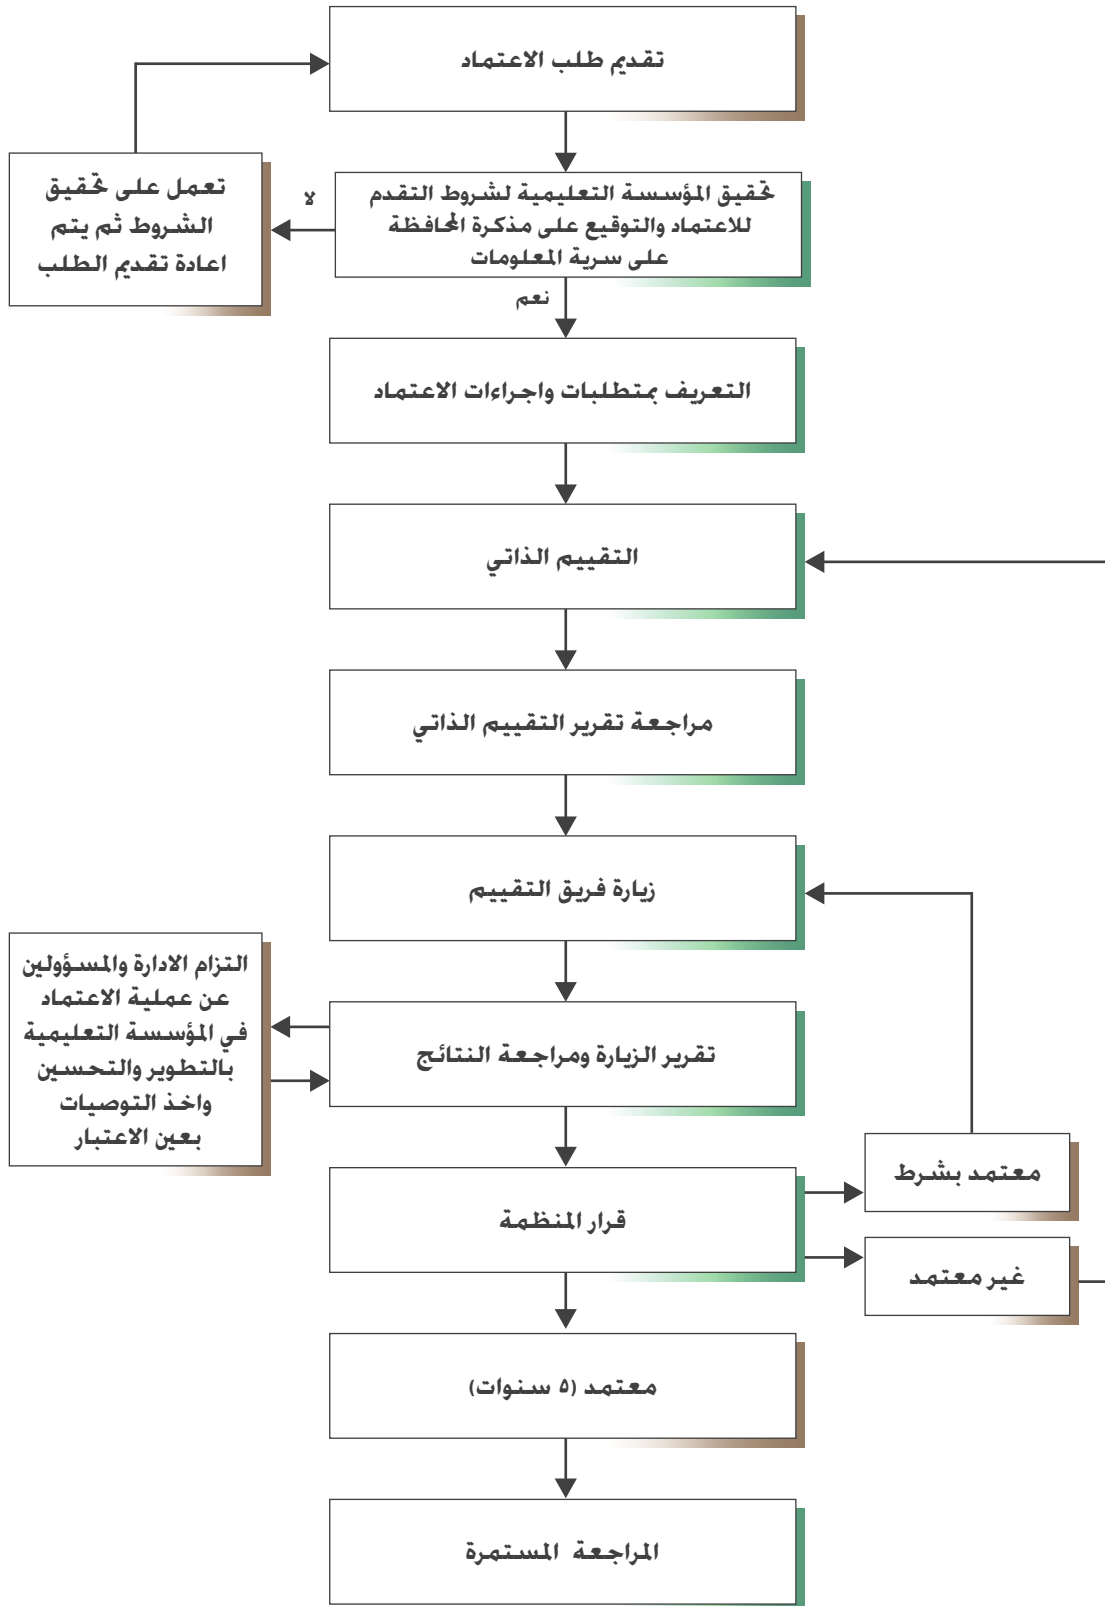 تقديم طلب الاعتماد
تحقيق المؤسسة التعليمية لشروط التقدم
للاعتماد والتوقيع على مذكرة المحافظة
على سرية المعلومات
لا
تعمل على تحقيق
الشروط ثم يتم
اعادة تقديم الطلب
نعم
التعريف بمتطلبات واجراءات الاعتماد
التقييم الذاتي
مراجعة تقرير التقييم الذاتي
زيارة فريق التقييم
تقرير الزيارة ومراجعة النتائج
التزام الادارة والمسؤولين
عن عملية الاعتماد
في المؤسسة التعليمية
بالتطوير والتحسين
واخذ التوصيات
بعين الاعتبار
معتمد بشرط
قرار المنظمة
غير معتمد
معتمد (٥ سنوات)
المراجعة المستمرة